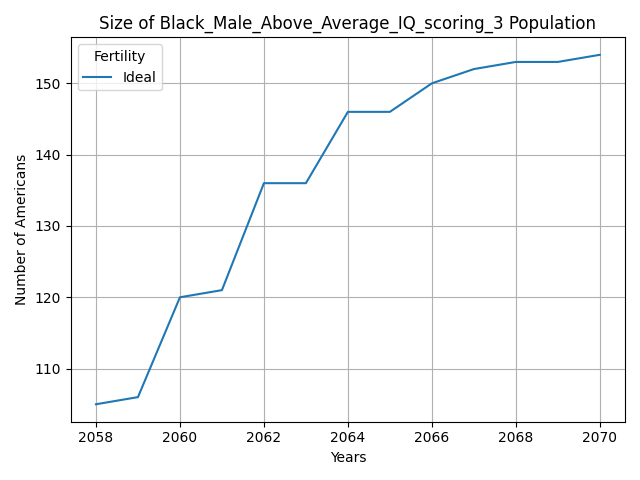 Size of Black_Male_Above_Average_IQ_scoring_3 Population
Fertility
Ideal
Number of Americans
150
140
130
120
110
2058 2060 2062 2064 2066 2068 2070
Years